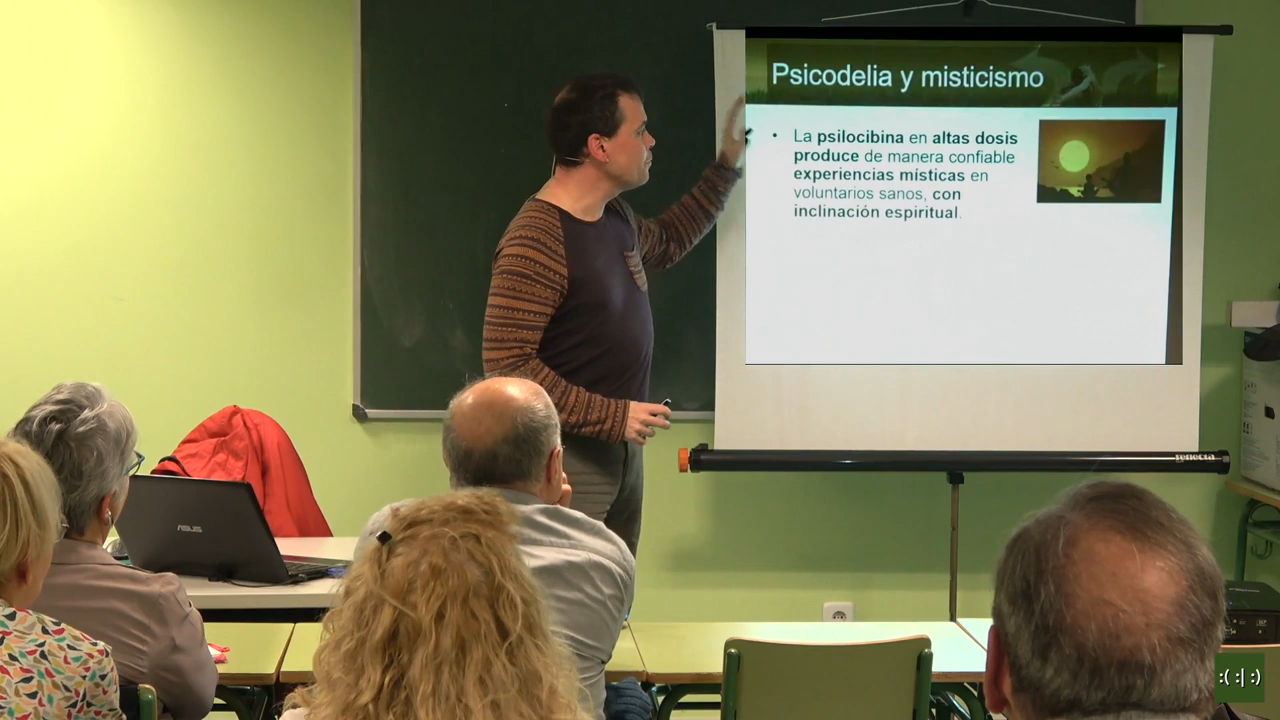 Psicodelia y misticismo
• La psilocibina en altas dosis
produce de manera confiable
experiencias místicas en
voluntarios sanos, con
inclinación espiritual.
ASUS
reflecta
:( :| :)